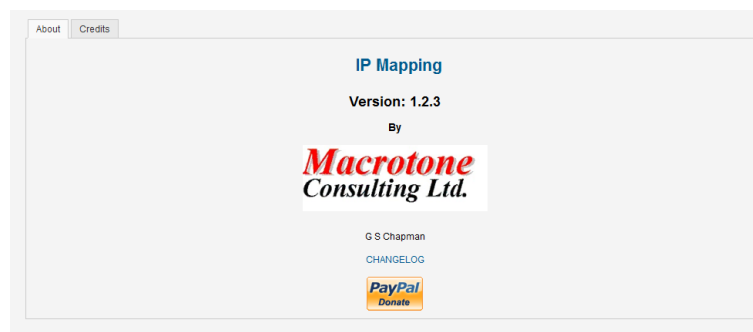 About
Credits
IP Mapping
Version: 1.2.3
By
Macrotone
Consulting Ltd.
G S Chapman
CHANGELOG
PayPal
Donate